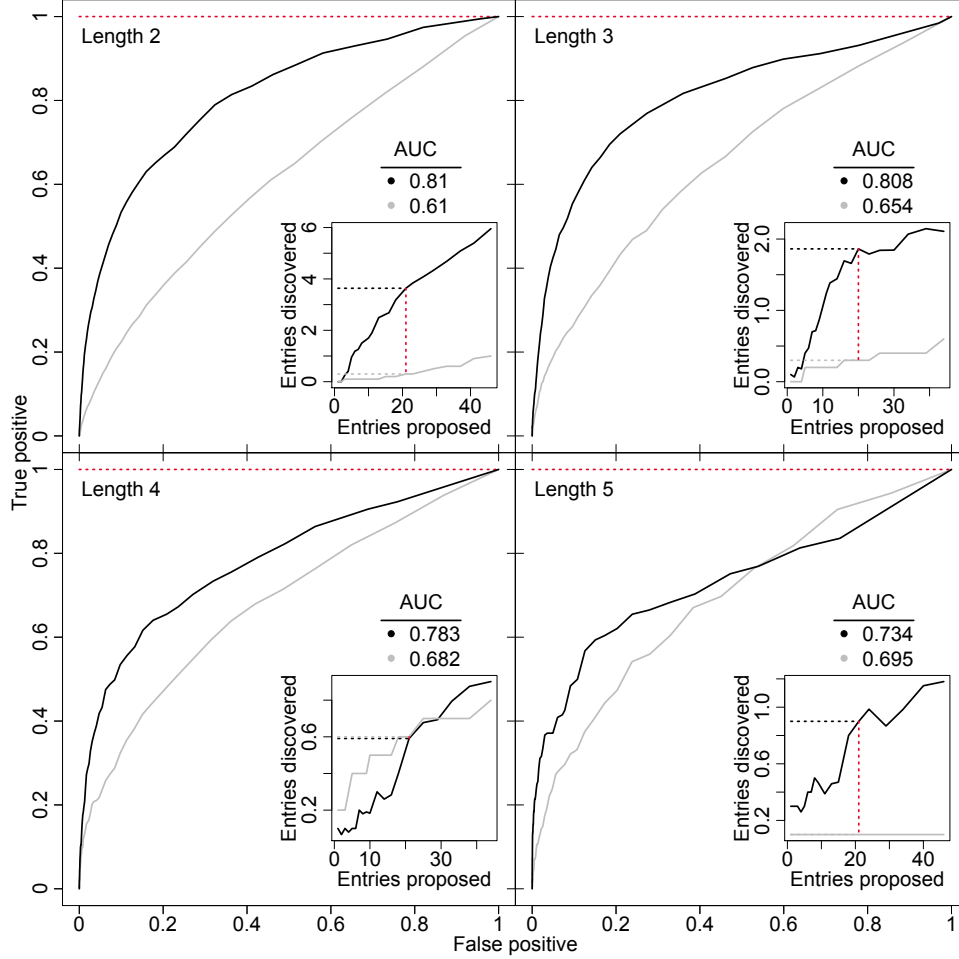 Length 2
AUC
0.81
0.61
Entries discovered
0 2 4 6
0 20 40
Entries proposed
0 0.2 0.4 0.6 0.8 1
Length 3
AUC
0.808
0.654
Entries discovered
0.0 1.0 2.0
10 30
Entries proposed
True positive
Length 4
AUC
0.783
0.682
Entries discovered
0.2 0.6
0 10 30
Entries proposed
0 0.2 0.4 0.6 0.8 1
0 0.2 0.4 0.6 0.8 1
Length 5
AUC
0.734
0.695
Entries discovered
0.2 0.6 1.0
0 20 40
Entries proposed
0 0.2 0.4 0.6 0.8 1
False positive